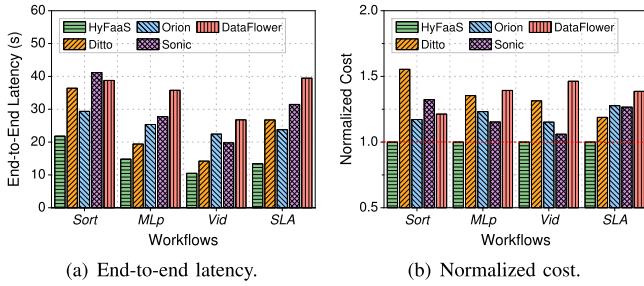 HyFaaS Orion DataFlower
Ditto Sonic
60
50
40
30
20
10
0
End-to-End Latency (s)
Sort MLp Vid SLA
Workflows
(a) End-to-end latency.
HyFaaS Orion DataFlower
Ditto Sonic
2.0
1.5
1.0
0.5
Normalized Cost
Sort MLp Vid SLA
Workflows
(b) Normalized cost.